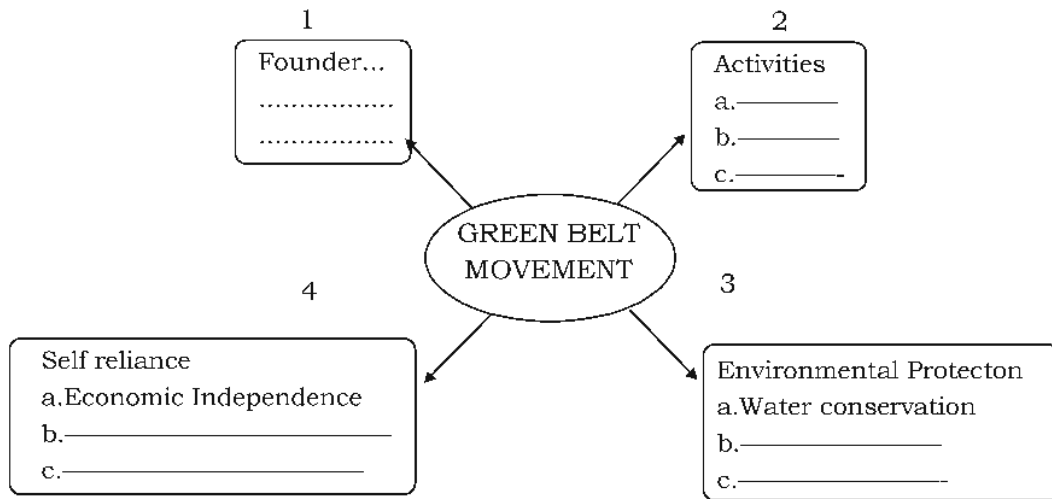 1
Founder...
................
................
2
Activities
a.
b.
c. -
GREEN BELT
MOVEMENT
4
Self reliance
a.Economic Independence
b.
c.
3
Environmental Protecton
a.Water conservation
b.
c. -